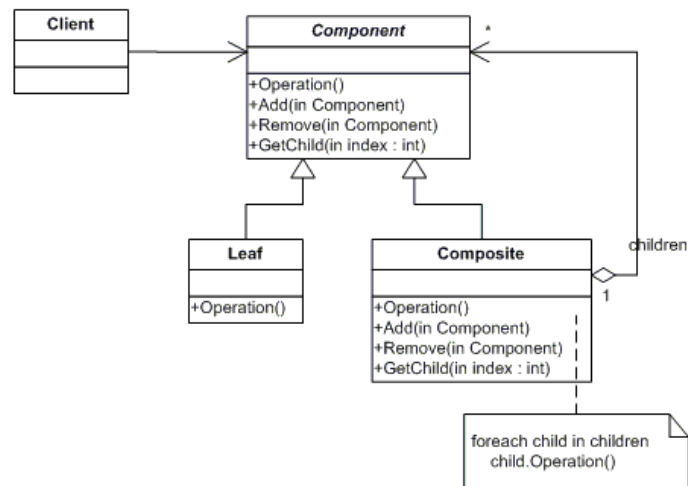 Client
Component
*
+Operation()
+Add(in Component)
+Remove(in Component)
+GetChild(in index : int)
Leaf
+Operation()
Composite
+Operation()
+Add(in Component)
+Remove(in Component)
+GetChild(in index : int)
children
1
foreach child in children
child.Operation()